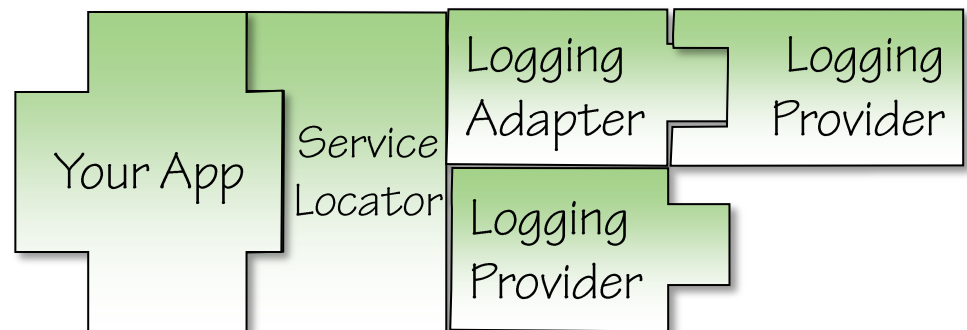 Your App
Service
Locator
Logging
Adapter
Logging
Provider
Logging
Provider